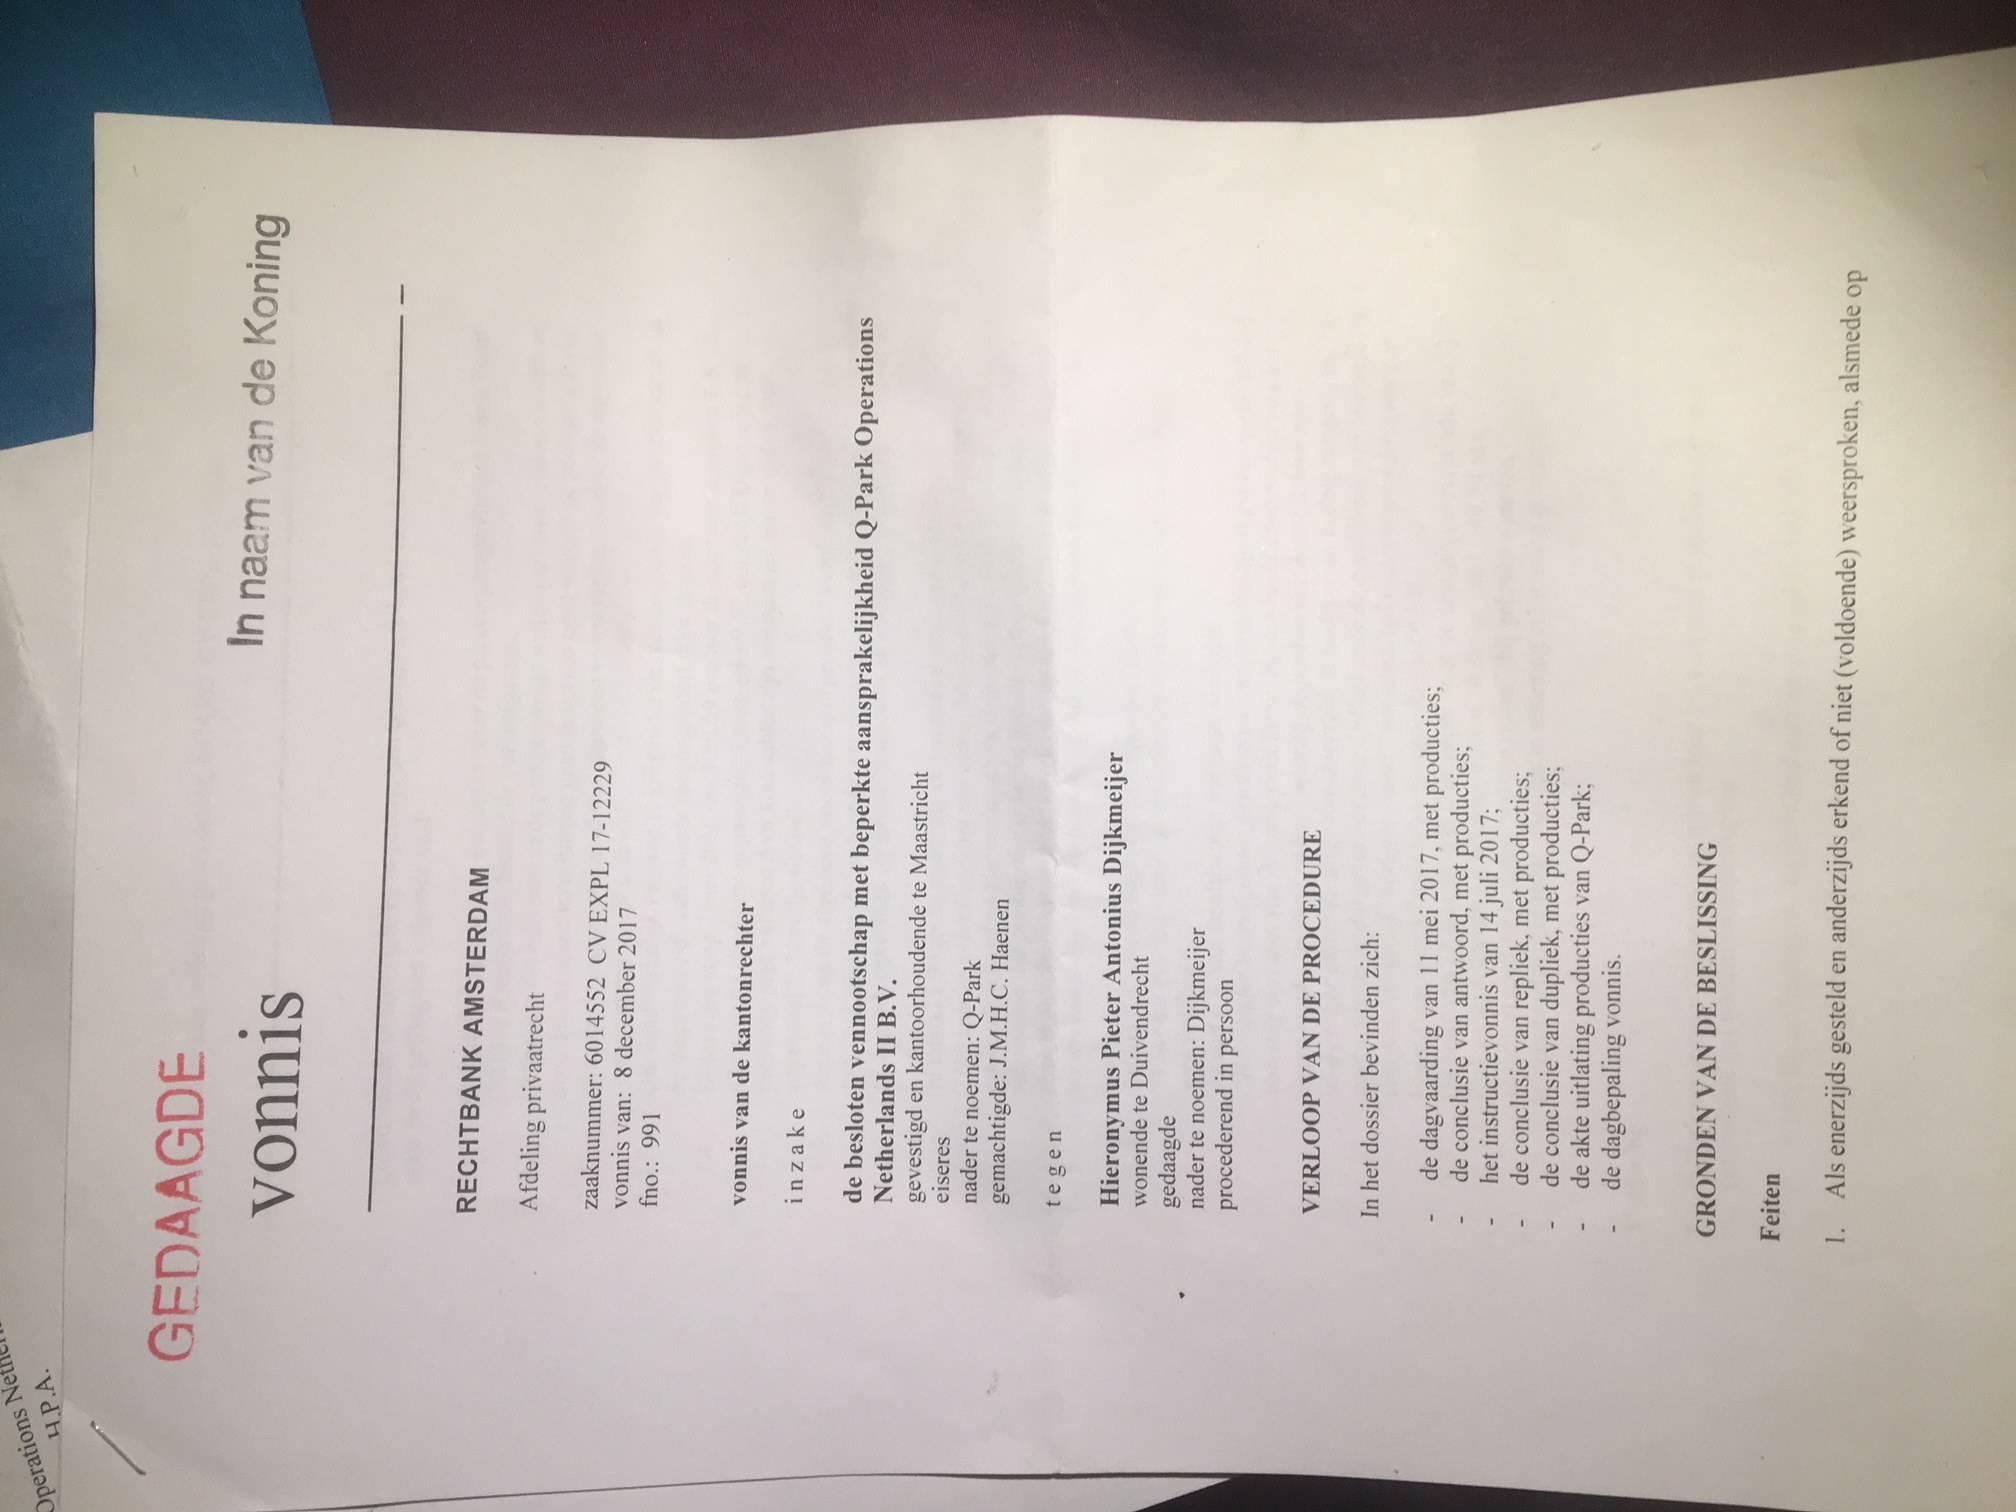 Operations
H.P.A.
GEDAAGDE
vonnis
In naam van de Koning
RECHTBANK AMSTERDAM
Afdeling privaatrecht
zaaknummer: 6014552 CV EXPL 17-12229
vonnis van: 8 december 2017
fno.: 991
vonnis van de kantonrechter
i n z a k e
de besloten vennootschap met beperkte aansprakelijkheid Q-Park Operations
Netherlands II B.V.
gevestigd en kantoorhoudende te Maastricht
eiseres
nader te noemen: Q-Park
gemachtigde: J.M.H.C. Haenen
t e g e n
Hieronymus Pieter Antonius Dijkmeijer
wonende te Duivendrecht
gedaagde
nader te noemen: Dijkmeijer
procederend in persoon
VERLOOP VAN DE PROCEDURE
In het dossier bevinden zich:
- de dagvaarding van 11 mei 2017, met producties;
- de conclusie van antwoord, met producties;
- het instructievonnis van 14 juli 2017;
- de conclusie van repliek, met producties;
- de conclusie van dupliek, met producties;
- de akte uitlating producties van Q-Park;
- de dagbepaling vonnis.
GRONDEN VAN DE BESLISSING
Feiten
1. Als enerzijds gesteld en anderzijds erkend of niet (voldoende) weersproken, alsmede op